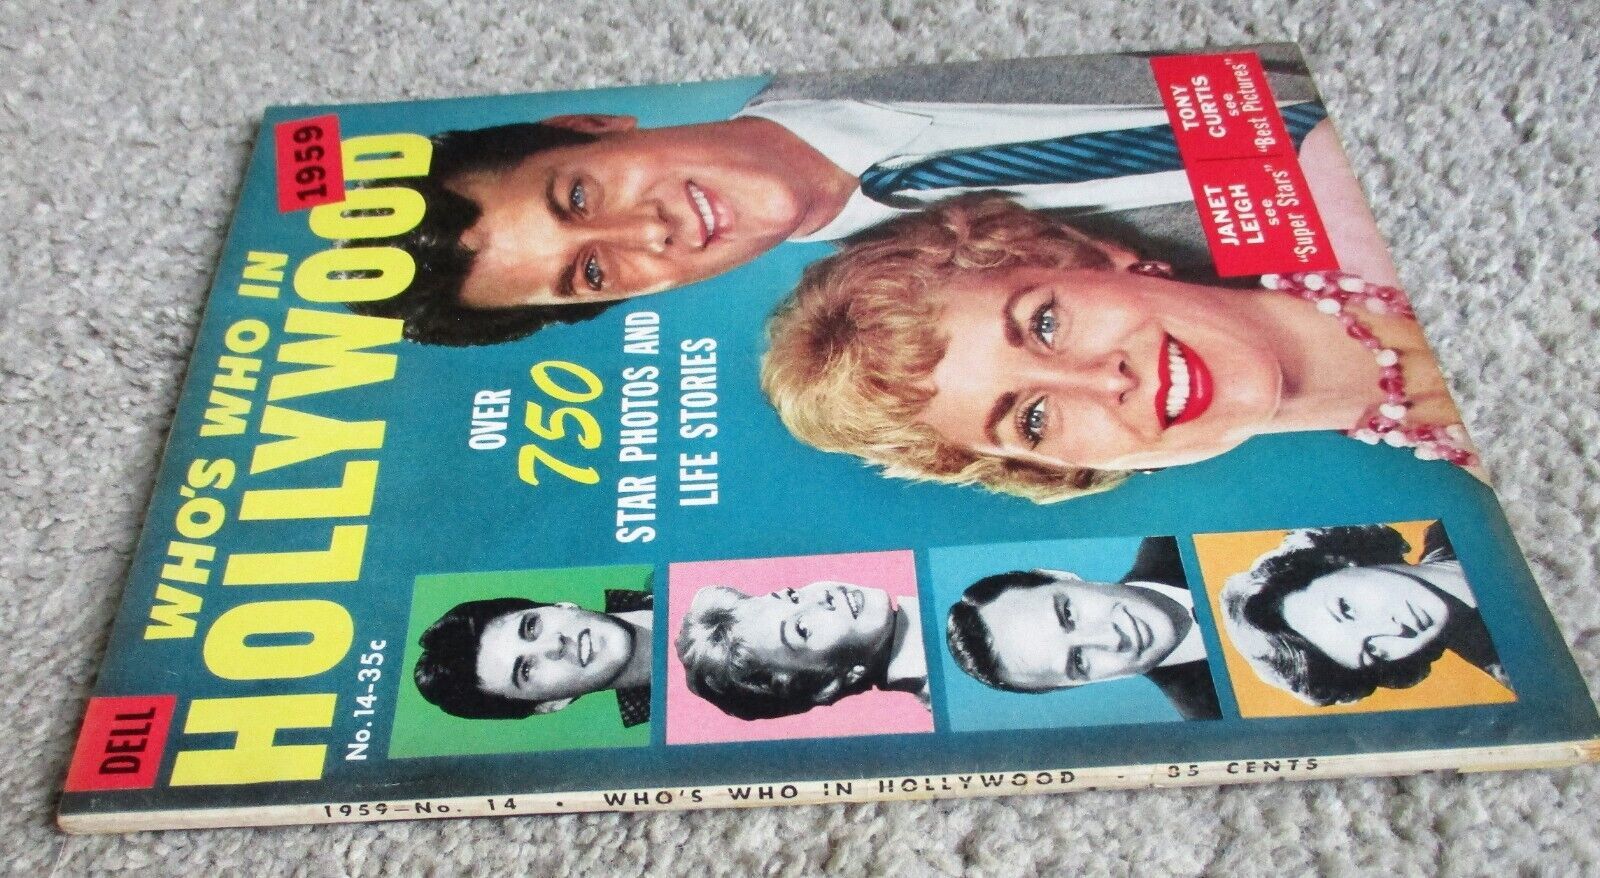 DELL
1959
WHO'S WHO IN
HOLLYWOOD
No. 14-35c
OVER
750
STAR PHOTOS AND
LIFE STORIES
JANET
LEIGH
see
"Super Stars"
TONY
CURTIS
see
"Best Pictures"
1959—No. 14 • WHO'S WHO IN HOLLYWOOD - 35 CENTS